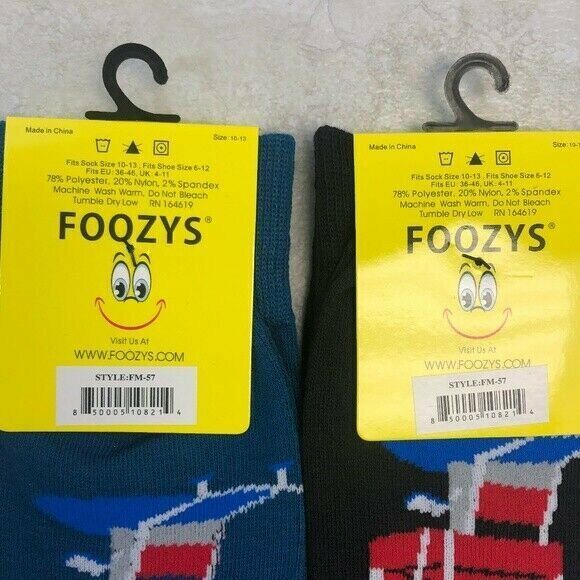 Made in China
Size: 10-13
Fits Sock Size 10-13 , Fits Shoe Size 6-12
Fits EU: 36-46, UK: 4-11
78% Polyester, 20% Nylon, 2% Spandex
Machine Wash Warm, Do Not Bleach
Tumble Dry Low RN 164619
FOOZYS®
Visit Us At
WWW.FOOZYS.COM
STYLE:FM-57
8 50005 10821 4
Made in China
Size: 10-1
Fits Sock Size 10-13 , Fits Shoe Size 6-12
Fits EU: 36-46, UK: 4-11
78% Polyester, 20% Nylon, 2% Spandex
Machine Wash Warm, Do Not Bleach
Tumble Dry Low RN 164619
FOOZYS®
Visit Us At
WWW.FOOZYS.COM
STYLE:FM-57
8 50005 10821 4